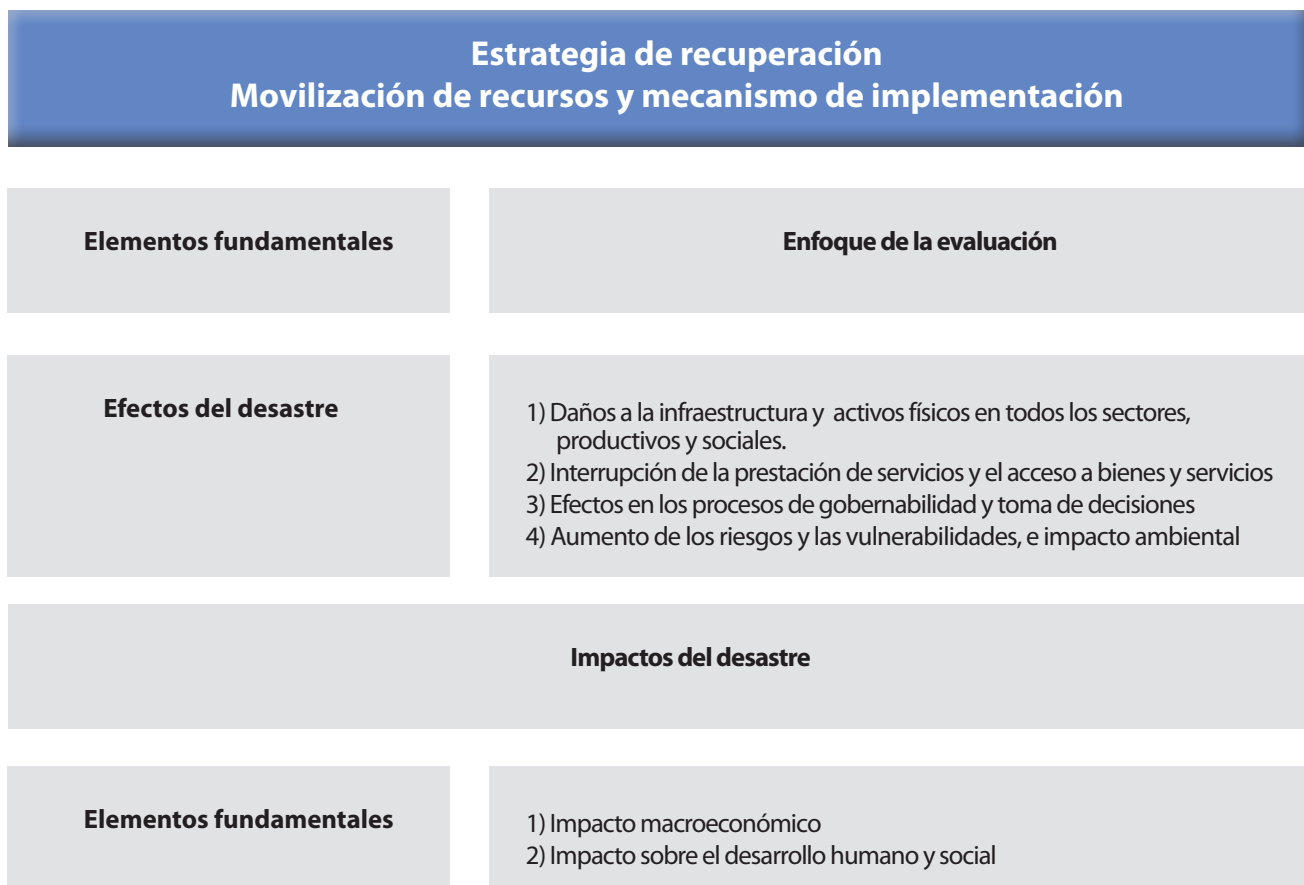 Estrategia de recuperación
Movilización de recursos y mecanismo de implementación
Elementos fundamentales
Enfoque de la evaluación
Efectos del desastre
1) Daños a la infraestructura y activos físicos en todos los sectores,
productivos y sociales.
2) Interrupción de la prestación de servicios y el acceso a bienes y servicios
3) Efectos en los procesos de gobernabilidad y toma de decisiones
4) Aumento de los riesgos y las vulnerabilidades, e impacto ambiental
Impactos del desastre
Elementos fundamentales
1) Impacto macroeconómico
2) Impacto sobre el desarrollo humano y social